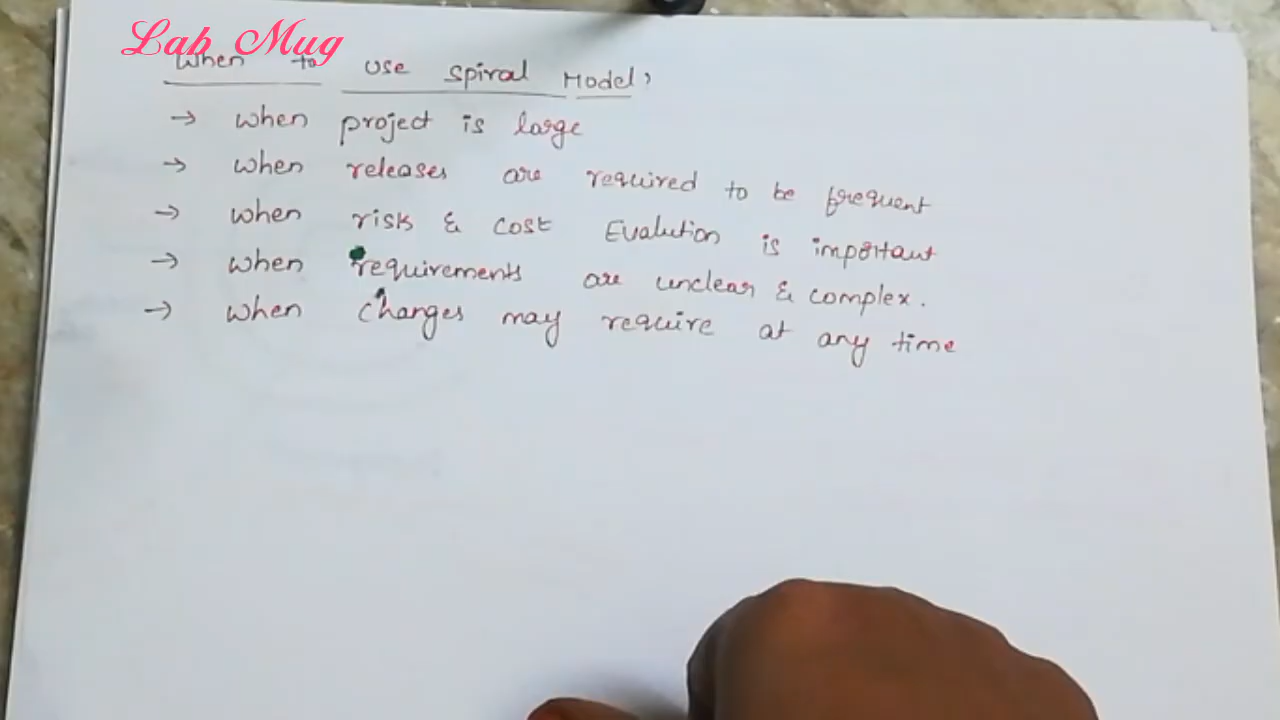 Lab Mug
When to use spiral Model?
→ when project is large
→ when releases are required to be frequent
→ when risk & cost Evalution is important
→ when requirements are unclear & complex.
→ when changes may require at any time